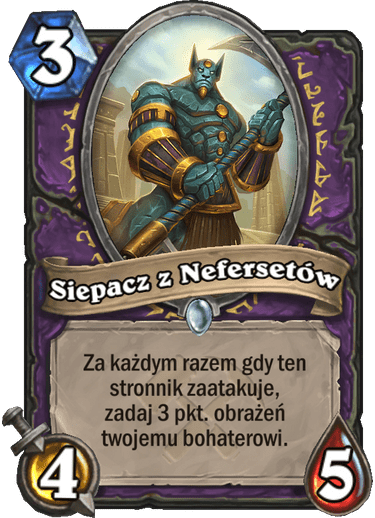 3
Siepacz z Nefersetów
Za każdym razem gdy ten
stronnik zaatakuje,
zadaj 3 pkt. obrażeń
twojemu bohaterowi.
4
5